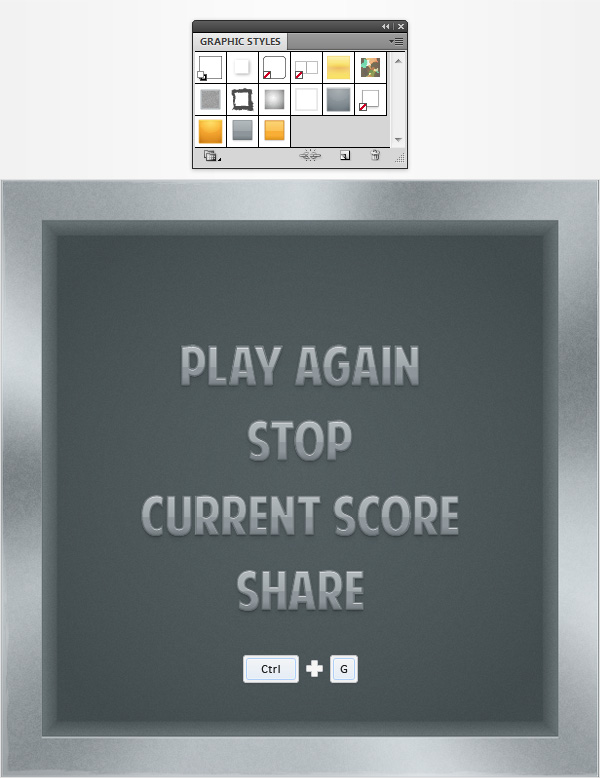 GRAPHIC STYLES
PLAY AGAIN
STOP
CURRENT SCORE
SHARE
Ctrl + G